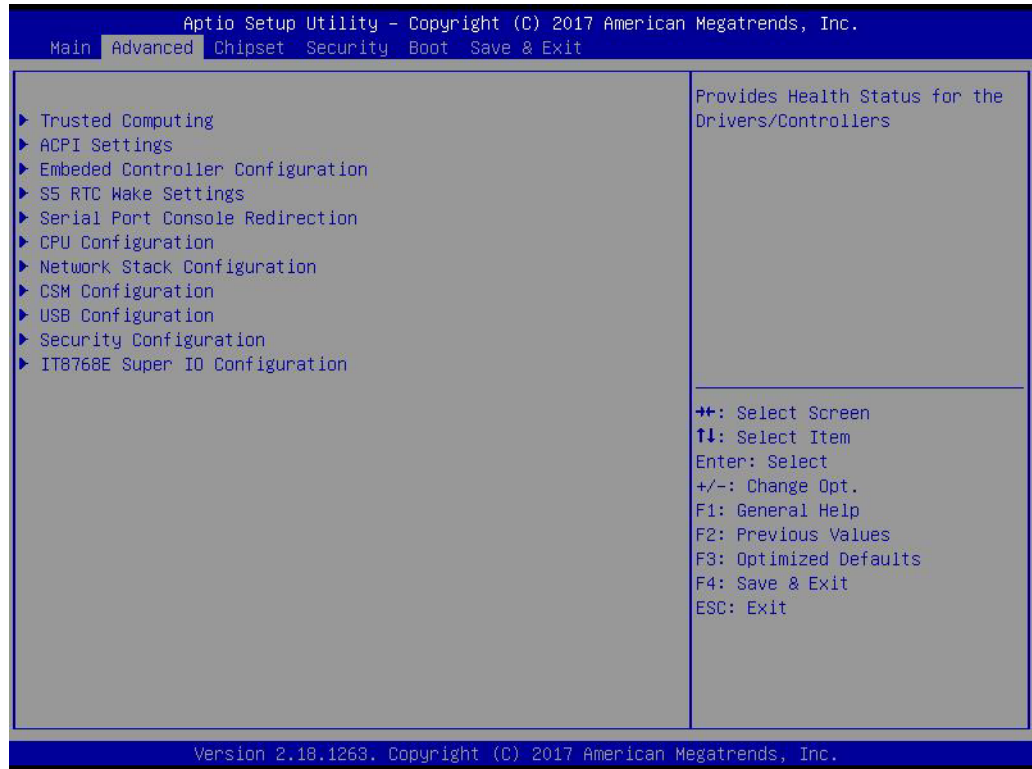 Aptio Setup Utility – Copyright (C) 2017 American Megatrends, Inc.
Main Advanced Chipset Security Boot Save & Exit
Provides Health Status for the
Drivers/Controllers
▶ Trusted Computing
▶ ACPI Settings
▶ Embeded Controller Configuration
▶ S5 RTC Wake Settings
▶ Serial Port Console Redirection
▶ CPU Configuration
▶ Network Stack Configuration
▶ CSM Configuration
▶ USB Configuration
▶ Security Configuration
▶ IT8768E Super IO Configuration
→←: Select Screen
↑↓: Select Item
Enter: Select
+/-: Change Opt.
F1: General Help
F2: Previous Values
F3: Optimized Defaults
F4: Save & Exit
ESC: Exit
Version 2.18.1263. Copyright (C) 2017 American Megatrends, Inc.